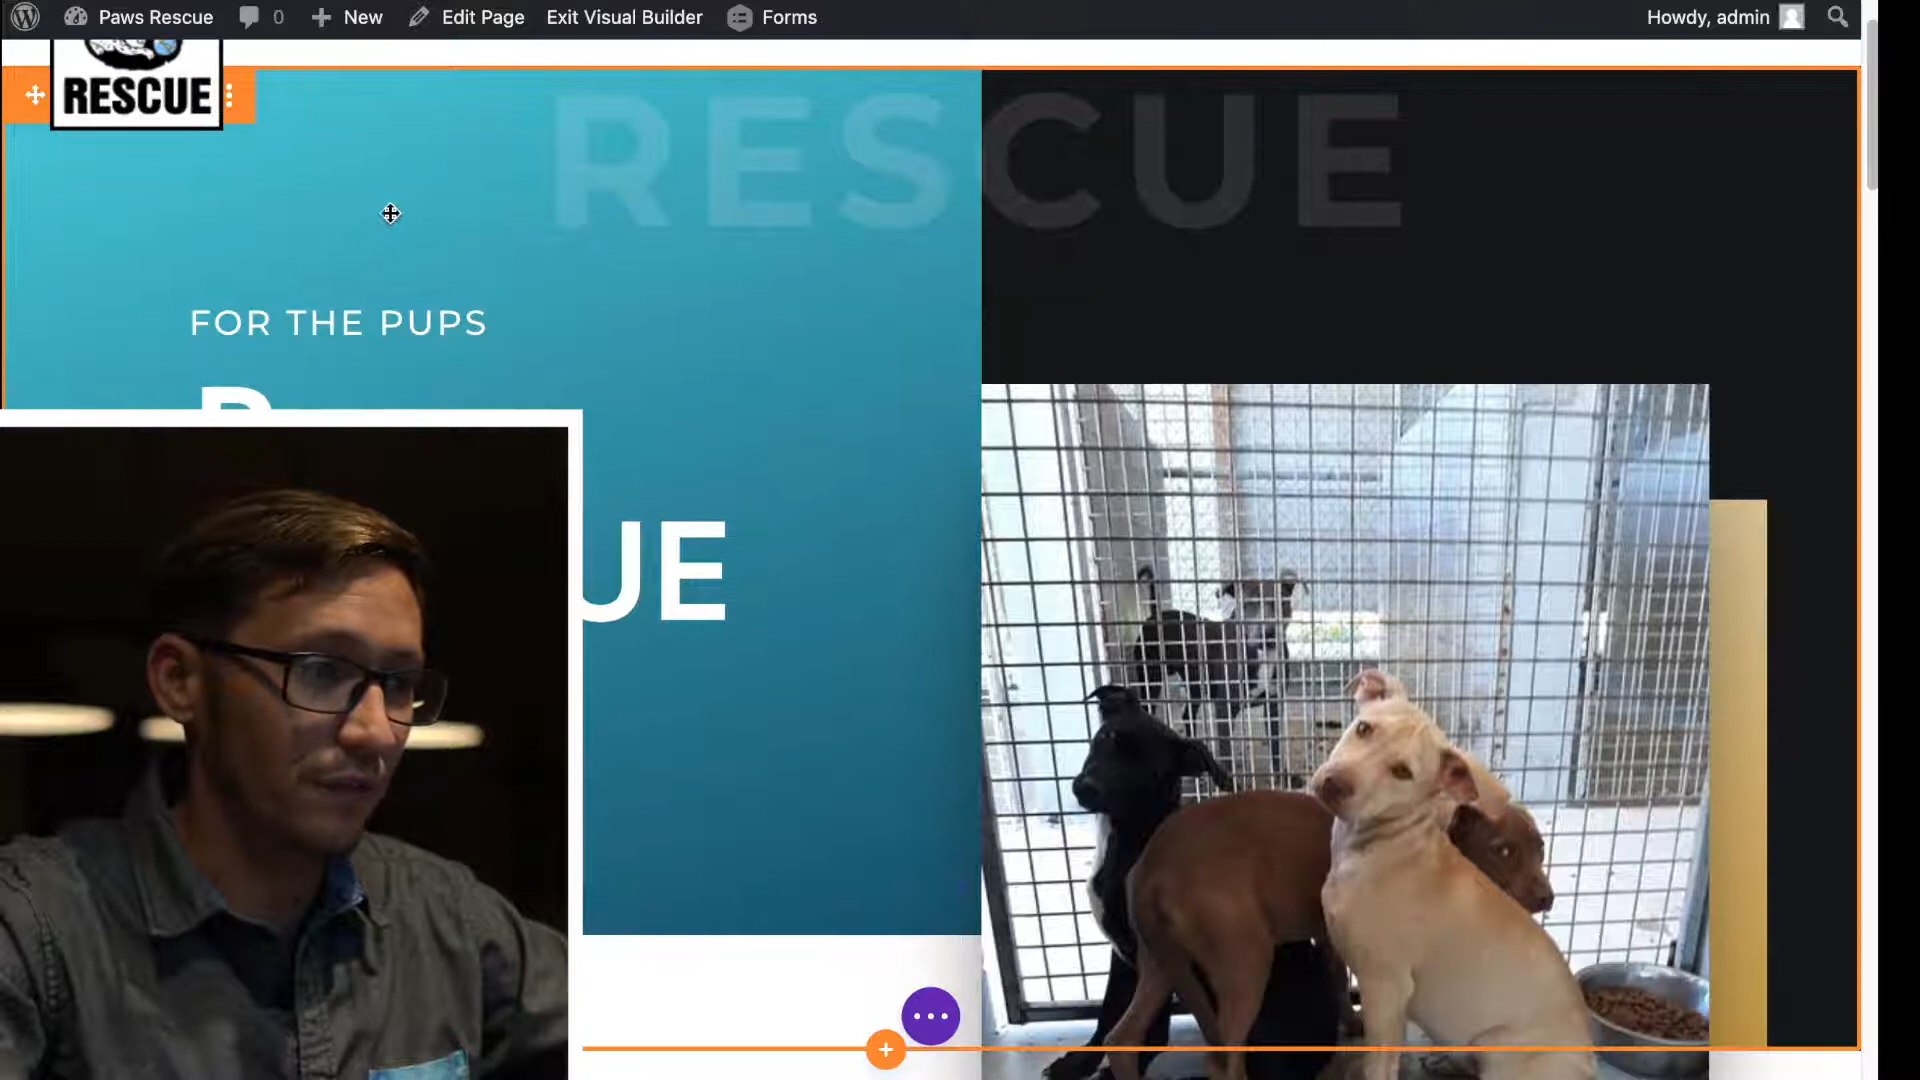 Paws Rescue 0 New Edit Page Exit Visual Builder Forms Howdy, admin
RESCUE
RESCUE
FOR THE PUPS
UE